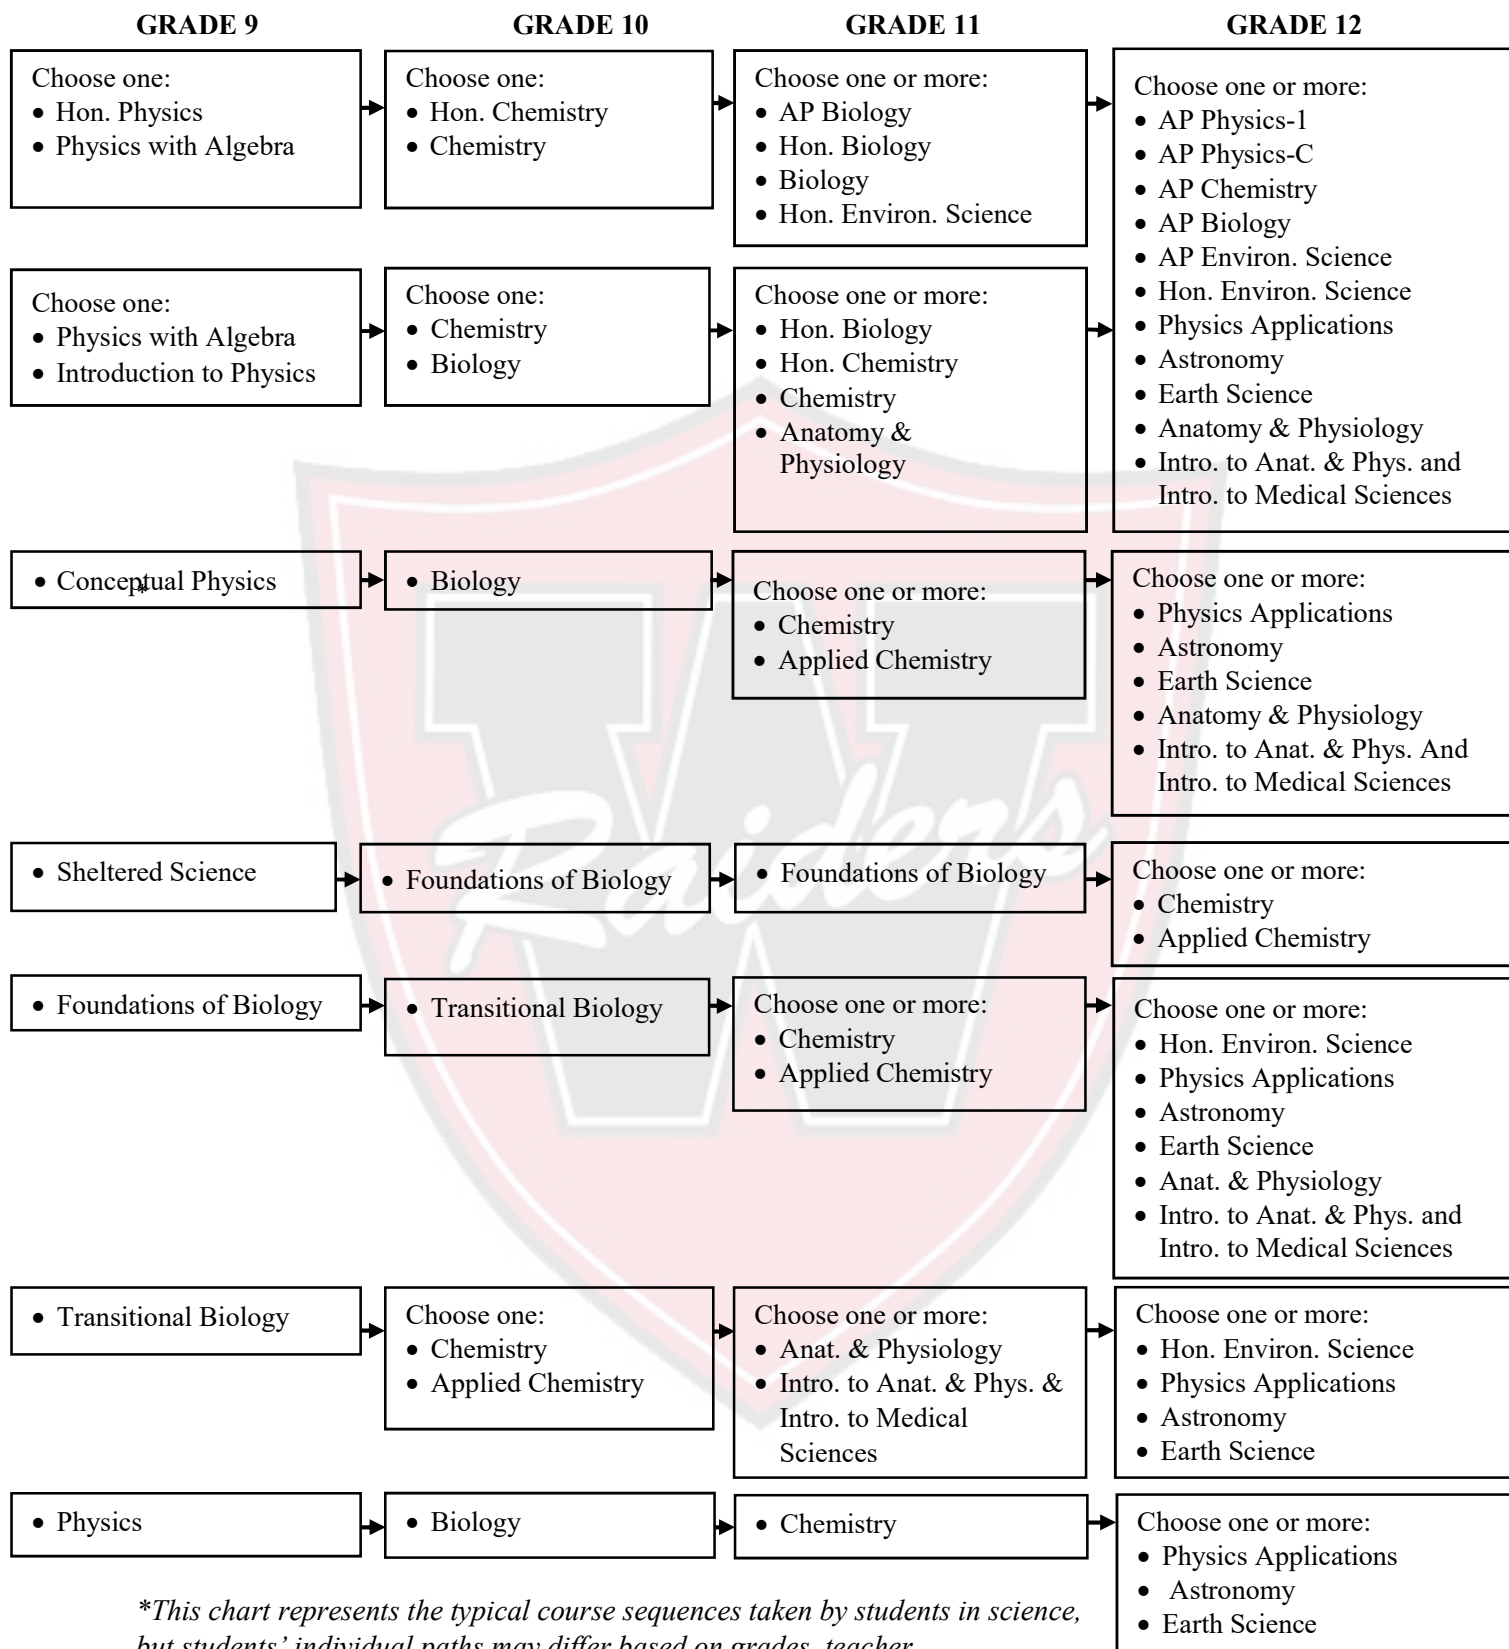 GRADE 9
GRADE 10
GRADE 11
GRADE 12
Choose one:
• Hon. Physics
• Physics with Algebra
Choose one:
• Hon. Chemistry
• Chemistry
Choose one or more:
• AP Biology
• Hon. Biology
• Biology
• Hon. Environ. Science
Choose one or more:
• AP Physics-1
• AP Physics-C
• AP Chemistry
• AP Biology
• AP Environ. Science
• Hon. Environ. Science
• Physics Applications
• Astronomy
• Earth Science
• Anatomy & Physiology
• Intro. to Anat. & Phys. and
Intro. to Medical Sciences
Choose one:
• Physics with Algebra
• Introduction to Physics
Choose one:
• Chemistry
• Biology
Choose one or more:
• Hon. Biology
• Hon. Chemistry
• Chemistry
• Anatomy &
Physiology
• Conceptual Physics
*
• Biology
Choose one or more:
• Chemistry
• Applied Chemistry
Choose one or more:
• Physics Applications
• Astronomy
• Earth Science
• Anatomy & Physiology
• Intro. to Anat. & Phys. And
Intro. to Medical Sciences
W
Raiders
• Sheltered Science
• Foundations of Biology
• Foundations of Biology
Choose one or more:
• Chemistry
• Applied Chemistry
• Foundations of Biology
• Transitional Biology
Choose one or more:
• Chemistry
• Applied Chemistry
Choose one or more:
• Hon. Environ. Science
• Physics Applications
• Astronomy
• Earth Science
• Anat. & Physiology
• Intro. to Anat. & Phys. and
Intro. to Medical Sciences
• Transitional Biology
Choose one:
• Chemistry
• Applied Chemistry
Choose one or more:
• Anat. & Physiology
• Intro. to Anat. & Phys. &
Intro. to Medical
Sciences
Choose one or more:
• Hon. Environ. Science
• Physics Applications
• Astronomy
• Earth Science
• Physics
• Biology
• Chemistry
Choose one or more:
• Physics Applications
• Astronomy
• Earth Science
*This chart represents the typical course sequences taken by students in science,
but students' individual paths may differ based on grades, teacher